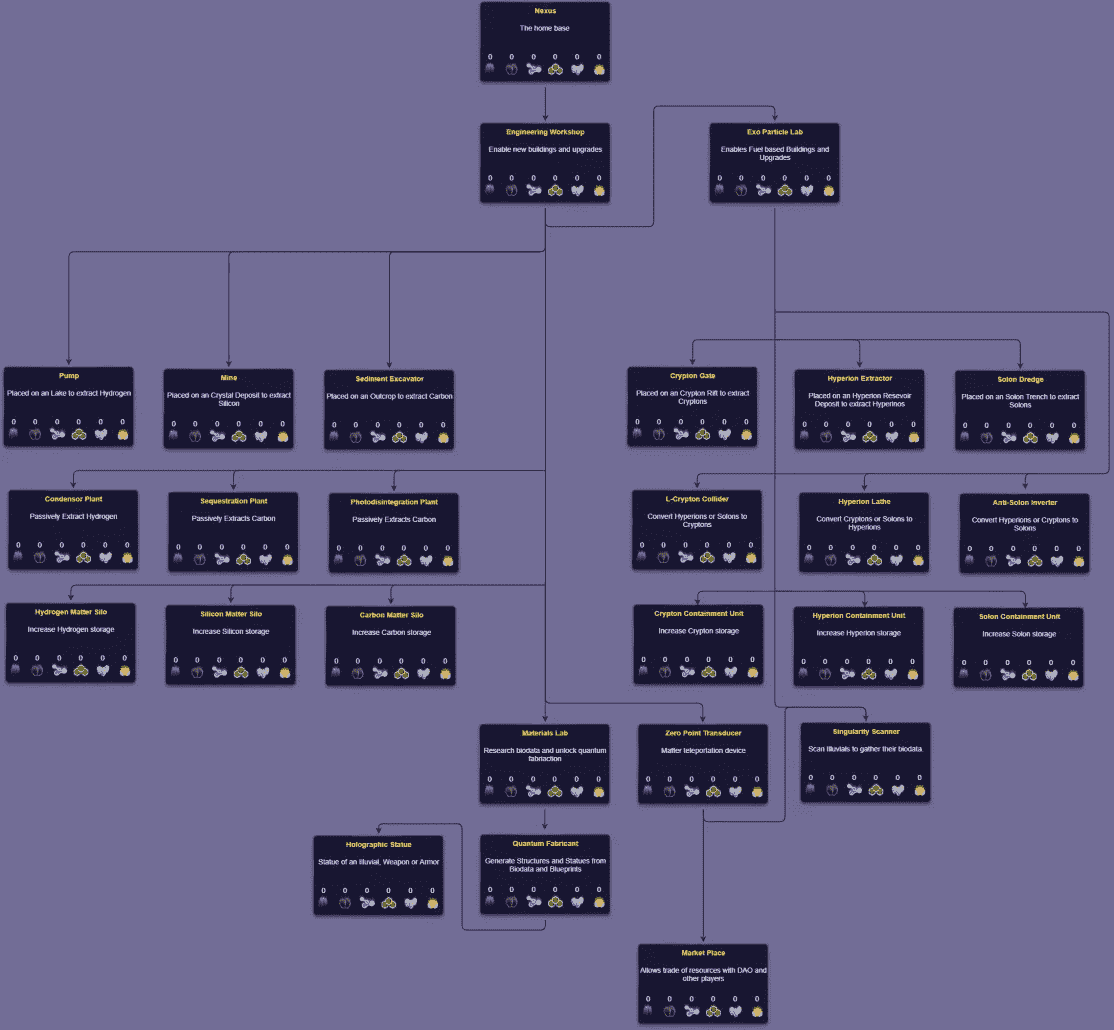 Nexus
The home base
0 0 0 0 0 0
Engineering Workshop
Enable new buildings and upgrades
0 0 0 0 0 0
Exo Particle Lab
Enables Fuel based Buildings and
Upgrades
0 0 0 0 0 0
Pump
Placed on an Lake to extract Hydrogen
0 0 0 0 0 0
Mine
Placed on an Crystal Deposit to extract
Silicon
0 0 0 0 0 0
Sediment Excavator
Placed on an Outcrop to extract Carbon
0 0 0 0 0 0
Crypton Gate
Placed on an Crypton Rift to extract
Cryptons
0 0 0 0 0 0
Hyperion Extractor
Placed on an Hyperion Resevoir
Deposit to extract Hyperinos
0 0 0 0 0 0
Solon Dredge
Placed on an Solon Trench to extract
Solons
0 0 0 0 0 0
Condensor Plant
Passively Extract Hydrogen
0 0 0 0 0 0
Sequestration Plant
Passively Extracts Carbon
0 0 0 0 0 0
Photodisintegration Plant
Passively Extracts Carbon
0 0 0 0 0 0
L-Crypton Collider
Convert Hyperions or Solons to
Cryptons
0 0 0 0 0 0
Hyperion Lathe
Convert Cryptons or Solons to
Hyperions
0 0 0 0 0 0
Anti-Solon Inverter
Convert Hyperions or Cryptons to
Solons
0 0 0 0 0 0
Hydrogen Matter Silo
Increase Hydrogen storage
0 0 0 0 0 0
Silicon Matter Silo
Increase Silicon storage
0 0 0 0 0 0
Carbon Matter Silo
Increase Carbon storage
0 0 0 0 0 0
Crypton Containment Unit
Increase Crypton storage
0 0 0 0 0 0
Hyperion Containment Unit
Increase Hyperion storage
0 0 0 0 0 0
Solon Containment Unit
Increase Solon storage
0 0 0 0 0 0
Materials Lab
Research biodata and unlock quantum
fabriaction
0 0 0 0 0 0
Zero Point Transducer
Matter teleportation device
0 0 0 0 0 0
Singularity Scanner
Scan Illuvials to gather their biodata
0 0 0 0 0 0
Holographic Statue
Statue of an Illuvial, Weapon or Armor
0 0 0 0 0 0
Quantum Fabricant
Generate Structures and Statues from
Biodata and Blueprints
0 0 0 0 0 0
Market Place
Allows trade of resources with DAO and
other players
0 0 0 0 0 0